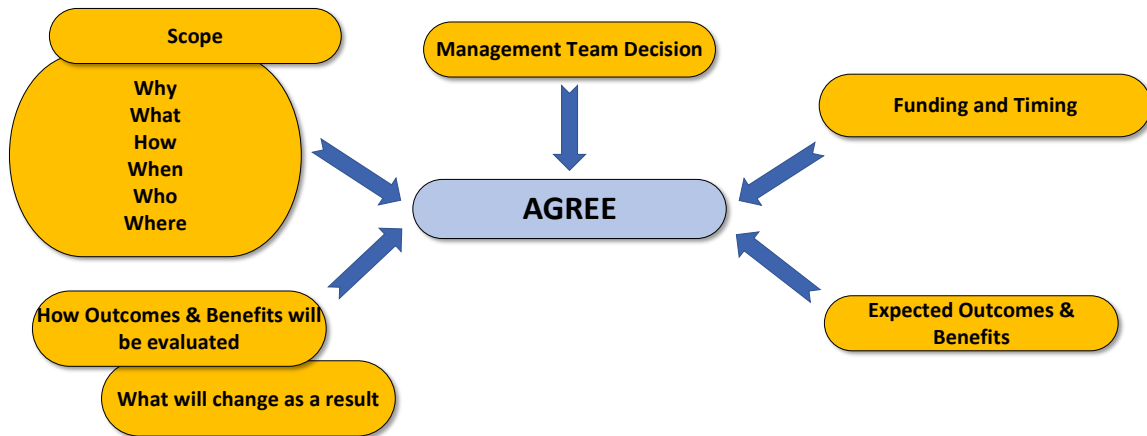 Scope
Why
What
How
When
Who
Where
Management Team Decision
Funding and Timing
AGREE
How Outcomes & Benefits will
be evaluated
What will change as a result
Expected Outcomes &
Benefits